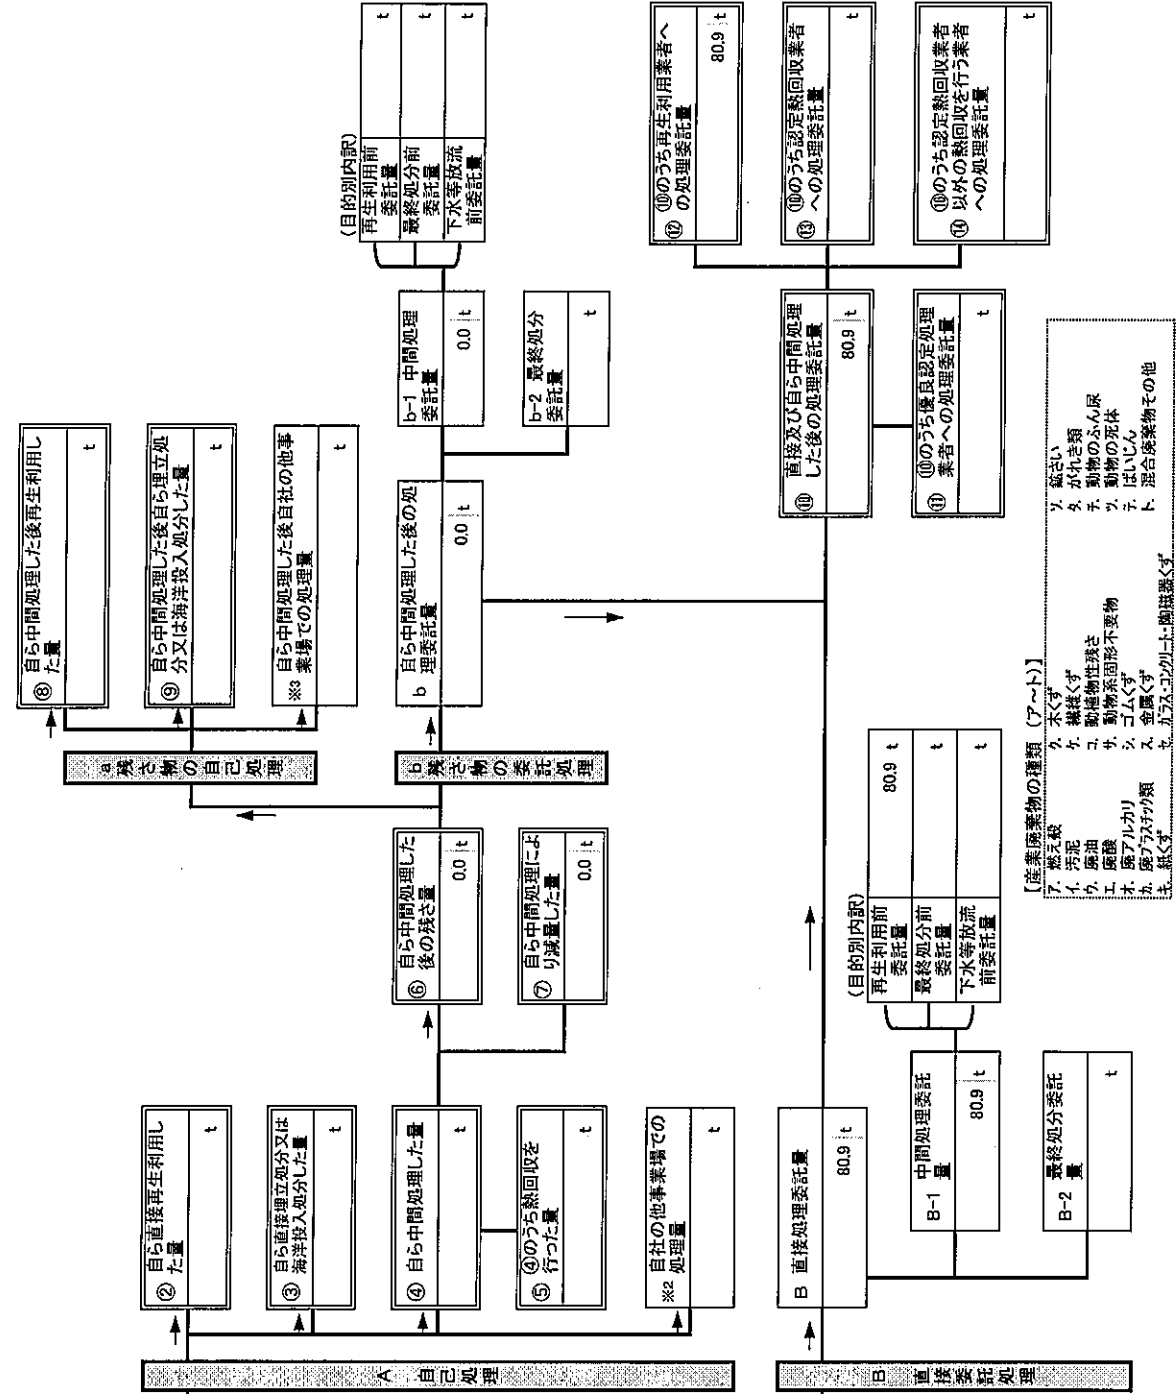 A 自己処理
② 自ら直接再生利用し
た量
t
③ 自ら直接埋立処分又は
海洋投入処分した量
t
④ 自ら中間処理した量
t
⑤ ④のうち熱回収を
行った量
t
※2 自社の他事業場での
処理量
t
⑥ 自ら中間処理した
後の残さ量
0.0 t
⑦ 自ら中間処理によ
り減量した量
0.0 t
a 残さ物の自己処理
⑧ 自ら中間処理した後再生利用し
た量
t
⑨ 自ら中間処理した後自ら埋立処
分又は海洋投入処分した量
t
※3 自ら中間処理した後自社の他事
業場での処理量
t
b 残さ物の委託処理
b 自ら中間処理した後の処
理委託量
0.0 t
b-1 中間処理
委託量
0.0 t
b-2 最終処分
委託量
t
(目的別内訳)
再生利用前
委託量 t
最終処分前
委託量 t
下水等放流
前委託量 t
B 直接委託処理
B 直接処理委託量
80.9 t
B-1 中間処理委託
量
80.9 t
B-2 最終処分委託
量
t
(目的別内訳)
再生利用前
委託量 80.9 t
最終処分前
委託量 t
下水等放流
前委託量 t
⑩ 直接及び自ら中間処理
した後の処理委託量
80.9 t
⑪ ⑩のうち優良認定処理
業者への処理委託量
t
⑫ ⑩のうち再生利用業者へ
の処理委託量
80.9 t
⑬ ⑩のうち認定熱回収業者
への処理委託量
t
⑭ ⑩のうち認定熱回収業者
以外の熱回収を行う業者
への処理委託量
t
【産業廃棄物の種類 (ア~ト)】
ア. 燃え殻
イ. 汚泥
ウ. 廃油
エ. 廃酸
オ. 廃アルカリ
カ. 廃プラスチック類
キ. 紙くず
ク. 木くず
ケ. 繊維くず
コ. 動植物性残さ
サ. 動物系固形不要物
シ. ゴムくず
ス. 金属くず
セ. ガラス・コンクリート・陶磁器くず
ソ. 鉱さい
タ. がれき類
チ. 動物のふん尿
ツ. 動物の死体
テ. ばいじん
ト. 混合廃棄物その他